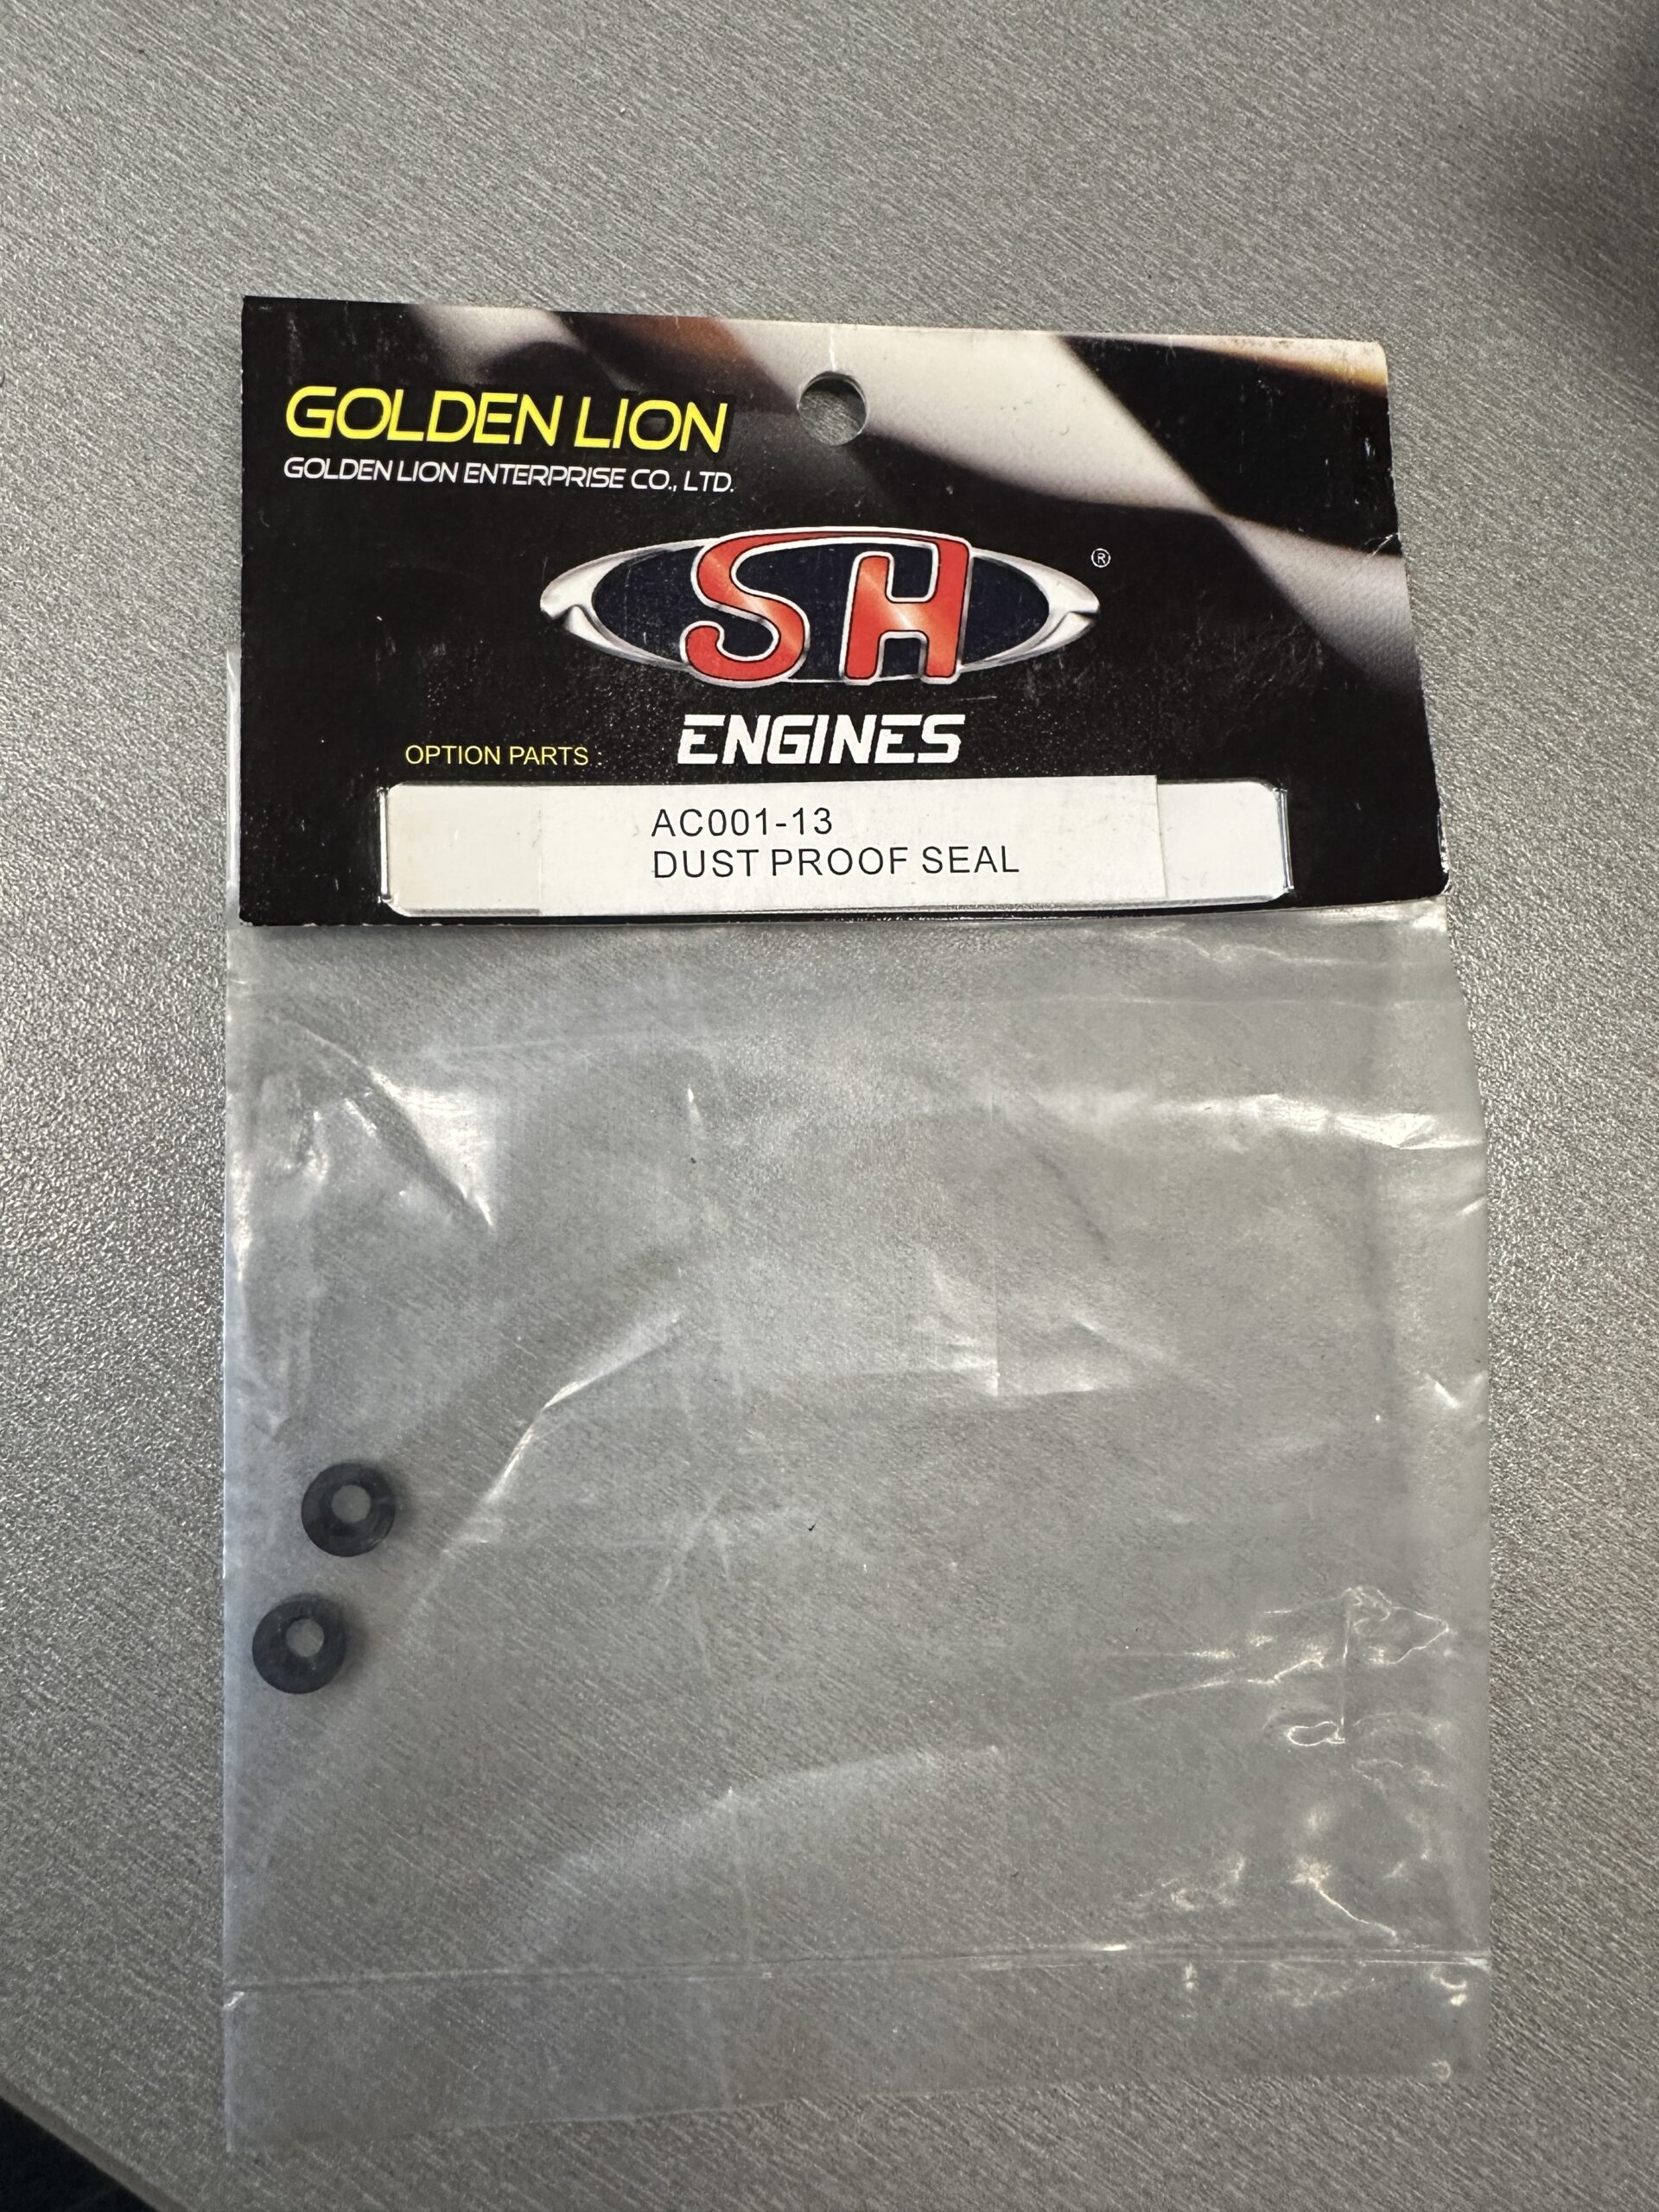 GOLDEN LION
GOLDEN LION ENTERPRISE CO., LTD.
SH ®
ENGINES
OPTION PARTS :
AC001-13
DUST PROOF SEAL